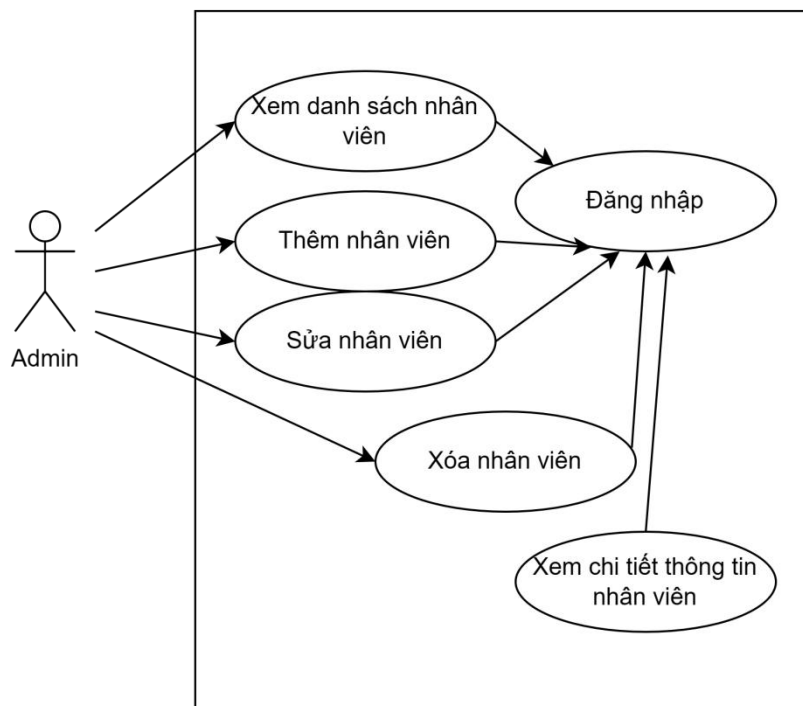 Xem danh sách nhân
viên
Đăng nhập
Thêm nhân viên
Sửa nhân viên
Admin
Xóa nhân viên
Xem chi tiết thông tin
nhân viên